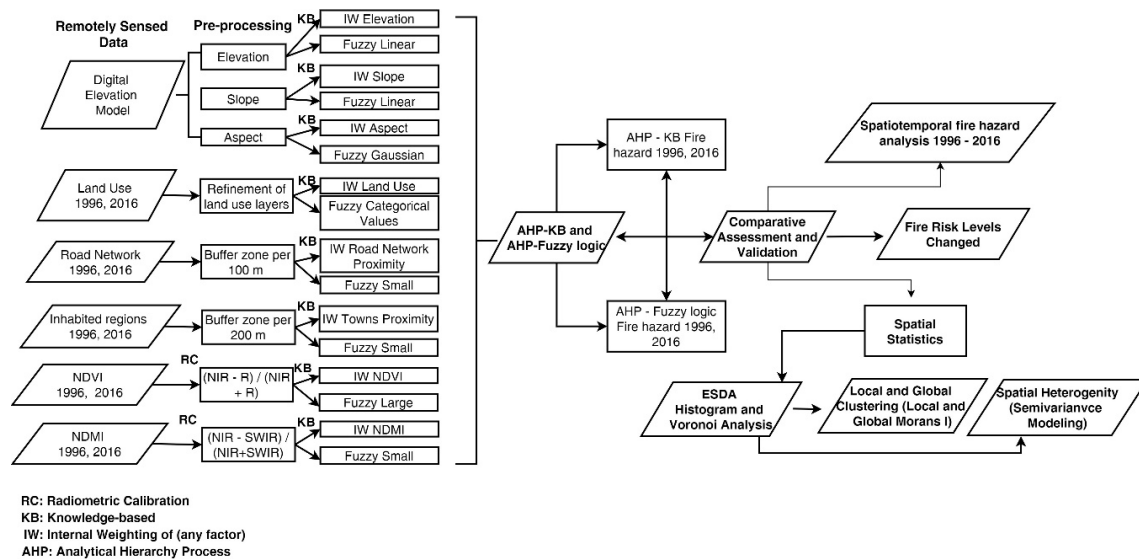 Remotely Sensed
Data
Pre-processing
Digital
Elevation
Model
Elevation
KB
IW Elevation
Fuzzy Linear
Slope
KB
IW Slope
Fuzzy Linear
Aspect
KB
IW Aspect
Fuzzy Gaussian
Land Use
1996, 2016
Refinement of
land use layers
KB
IW Land Use
Fuzzy Categorical
Values
Road Network
1996, 2016
Buffer zone per
100 m
KB
IW Road Network
Proximity
Fuzzy Small
Inhabited regions
1996, 2016
Buffer zone per
200 m
KB
IW Towns Proximity
Fuzzy Small
NDVI
1996, 2016
RC
(NIR - R) / (NIR
+ R)
KB
IW NDVI
Fuzzy Large
NDMI
1996, 2016
RC
(NIR - SWIR) /
(NIR+SWIR)
KB
IW NDMI
Fuzzy Small
AHP-KB and
AHP-Fuzzy logic
AHP - KB Fire
hazard 1996, 2016
AHP - Fuzzy logic
Fire hazard 1996,
2016
Comparative
Assessment and
Validation
Spatiotemporal fire hazard
analysis 1996 - 2016
Fire Risk Levels
Changed
Spatial
Statistics
ESDA
Histogram and
Voronoi Analysis
Local and Global
Clustering (Local and
Global Morans I)
Spatial Heterogenity
(Semivarianvce
Modeling)
RC: Radiometric Calibration
KB: Knowledge-based
IW: Internal Weighting of (any factor)
AHP: Analytical Hierarchy Process